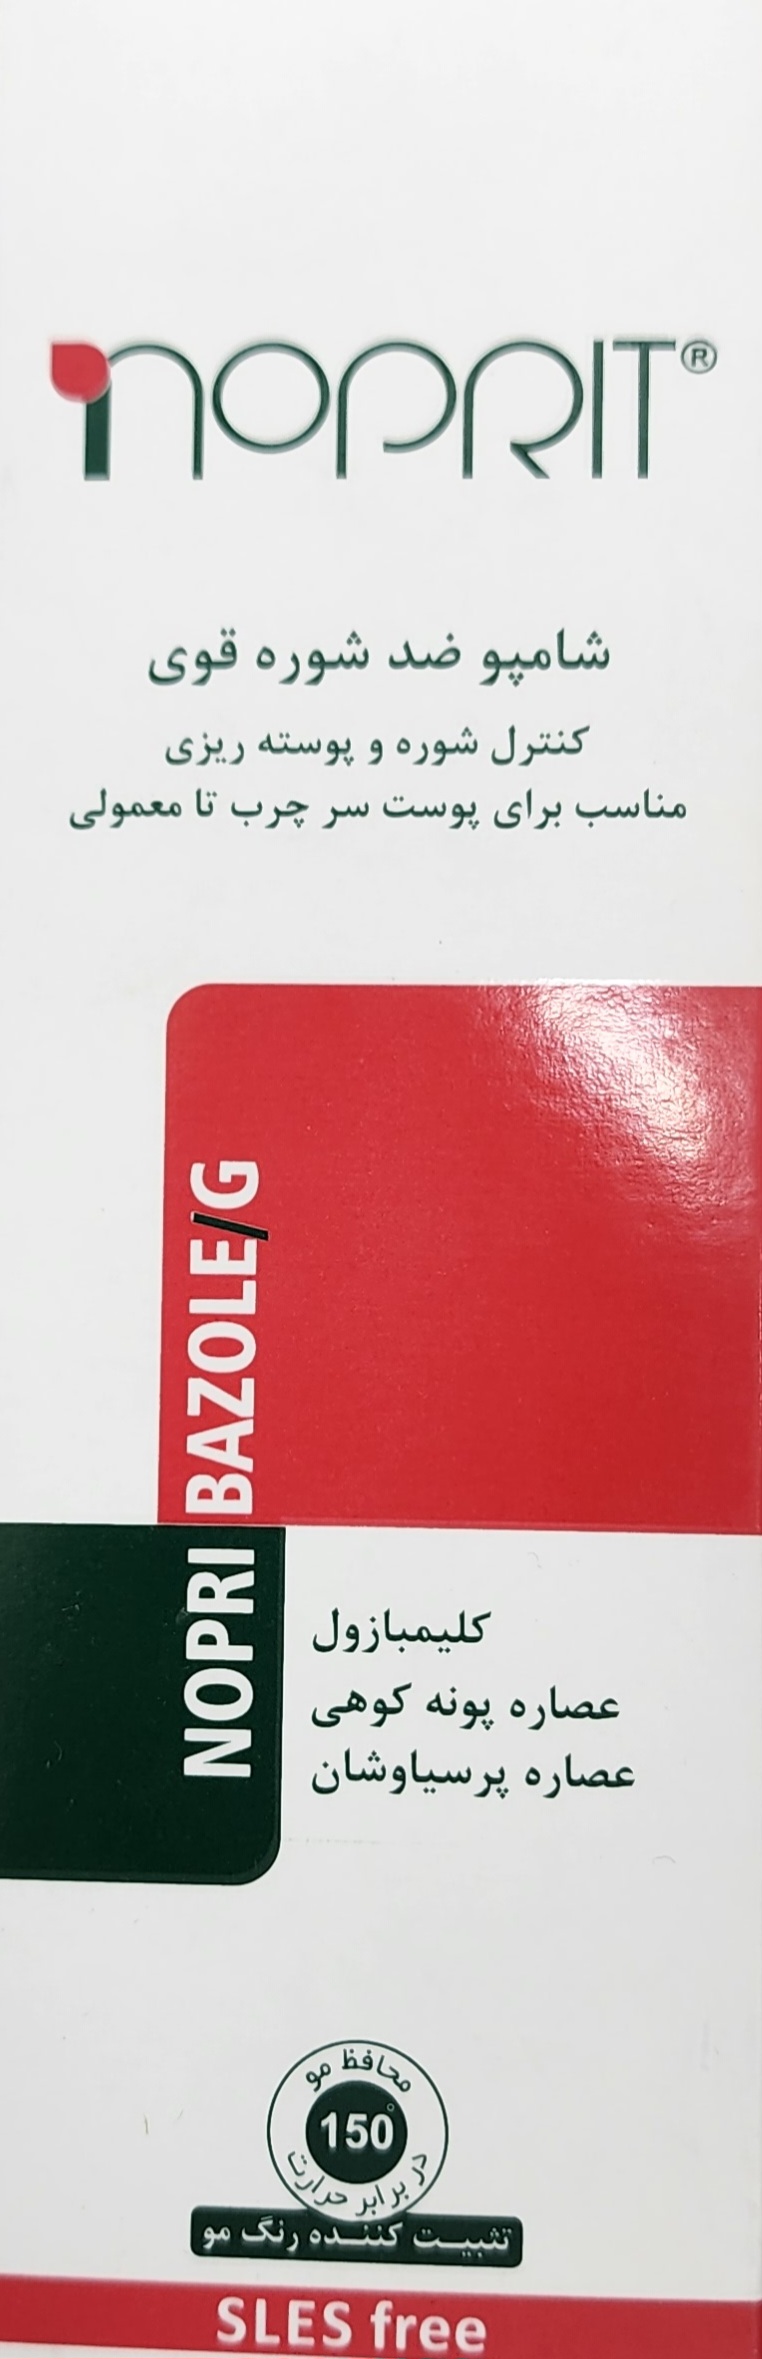 noprit®
شامپو ضد شوره قوی
کنترل شوره و پوسته ریزی
مناسب برای پوست سر چرب تا معمولی
NOPRI BAZOLE/G
کلیمبازول
عصاره پونه کوهی
عصاره پرسیاوشان
محافظ مو
150°
در برابر حرارت
تثبیت کننده رنگ مو
SLES free